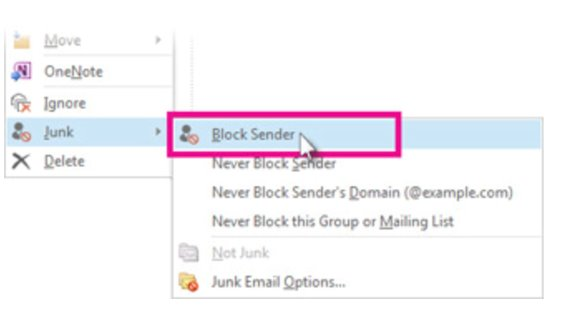 Move
OneNote
Ignore
Junk
Delete
Block Sender
Never Block Sender
Never Block Sender's Domain (@example.com)
Never Block this Group or Mailing List
Not Junk
Junk Email Options...